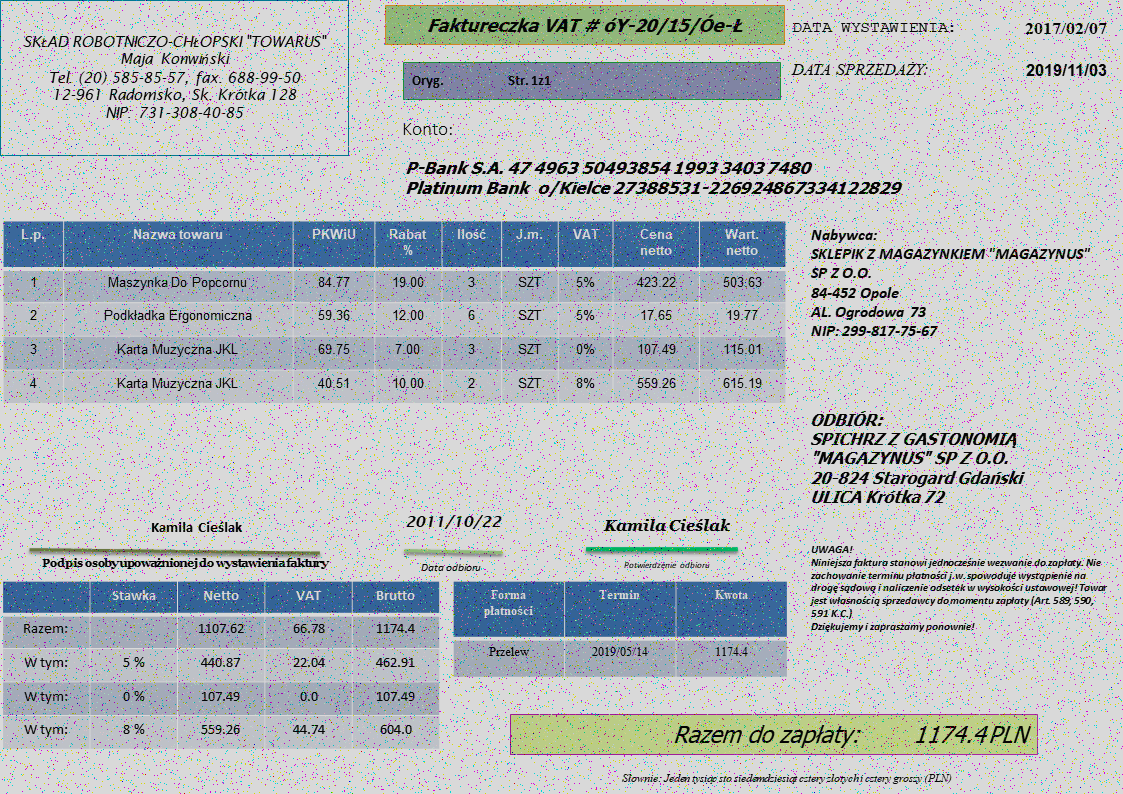 SKŁAD ROBOTNICZO-CHŁOPSKI "TOWARUS"
Maja Konwiński
Tel. (20) 585-85-57, fax. 688-99-50
12-961 Radomsko, Sk. Krótka 128
NIP: 731-308-40-85
Faktureczka VAT # óY-20/15/Óe-Ł
Oryg. Str. 1z1
DATA WYSTAWIENIA: 2017/02/07
DATA SPRZEDAŻY: 2019/11/03
Konto:
P-Bank S.A. 47 4963 50493854 1993 3403 7480
Platinum Bank o/Kielce 27388531-226924867334122829
L.p. Nazwa towaru PKWiU Rabat % Ilość J.m. VAT Cena netto Wart. netto
1 Maszynka Do Popcornu 84.77 19.00 3 SZT 5% 423.22 503.63
2 Podkładka Ergonomiczna 59.36 12.00 6 SZT 5% 17.65 19.77
3 Karta Muzyczna JKL 69.75 7.00 3 SZT 0% 107.49 115.01
4 Karta Muzyczna JKL 40.51 10.00 2 SZT 8% 559.26 615.19
Nabywca:
SKLEPIK Z MAGAZYNKIEM "MAGAZYNUS"
SP Z O.O.
84-452 Opole
AL. Ogrodowa 73
NIP: 299-817-75-67
ODBIÓR:
SPICHRZ Z GASTONOMIĄ
"MAGAZYNUS" SP Z O.O.
20-824 Starogard Gdański
ULICA Krótka 72
Kamila Cieślak
Podpis osoby upoważnionej do wystawienia faktury
2011/10/22
Data odbioru
Kamila Cieślak
Potwierdzenie odbioru
UWAGA!
Niniejsza faktura stanowi jednocześnie wezwanie do zapłaty. Nie
zachowanie terminu płatności j.w. spowoduje wystąpienie na
drogę sądową i naliczenie odsetek w wysokości ustawowej! Towar
jest własnością sprzedawcy do momentu zapłaty (Art. 589, 590,
591 K.C.)
Dziękujemy i zapraszamy ponownie!
Stawka Netto VAT Brutto
Razem: 1107.62 66.78 1174.4
W tym: 5 % 440.87 22.04 462.91
W tym: 0 % 107.49 0.0 107.49
W tym: 8 % 559.26 44.74 604.0
Forma płatności Termin Kwota
Przelew 2019/05/14 1174.4
Razem do zapłaty: 1174.4 PLN
Słownie: Jeden tysiąc sto siedemdziesiąt cztery złotych i cztery groszy (PLN)